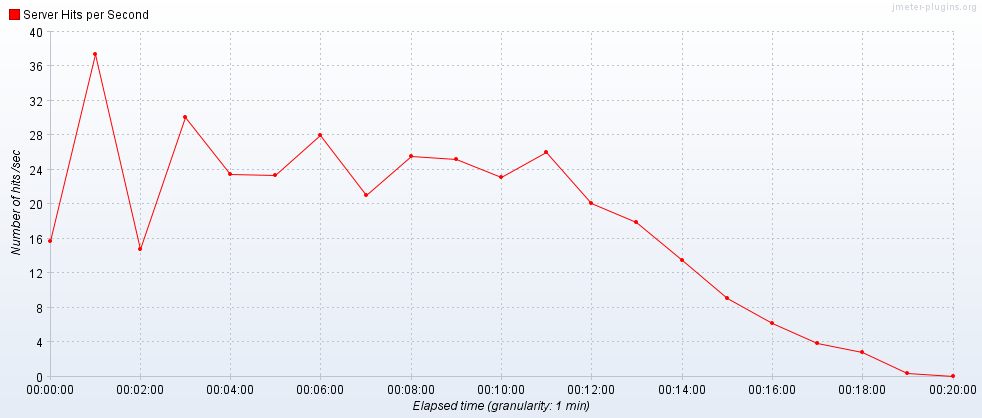 Server Hits per Second
jmeter-plugins.org
40
36
32
28
24
20
16
12
8
4
0
Number of hits /sec
00:00:00 00:02:00 00:04:00 00:06:00 00:08:00 00:10:00 00:12:00 00:14:00 00:16:00 00:18:00 00:20:00
Elapsed time (granularity: 1 min)